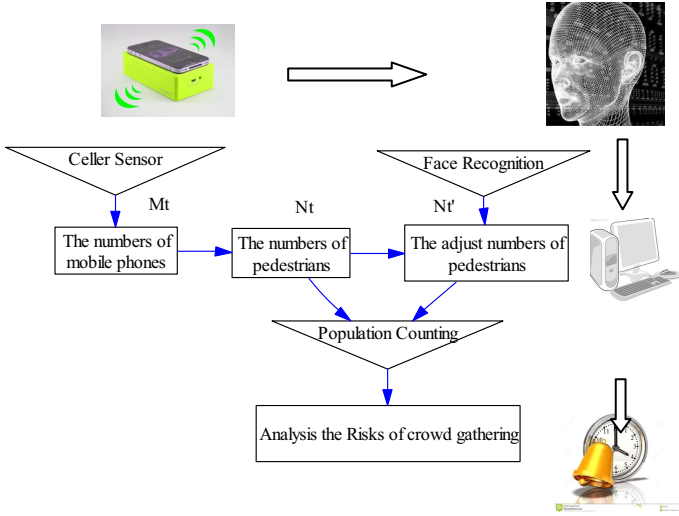 Celler Sensor
Face Recognition
Mt
Nt
Nt'
The numbers of
mobile phones
The numbers of
pedestrians
The adjust numbers of
pedestrians
Population Counting
Analysis the Risks of crowd gathering